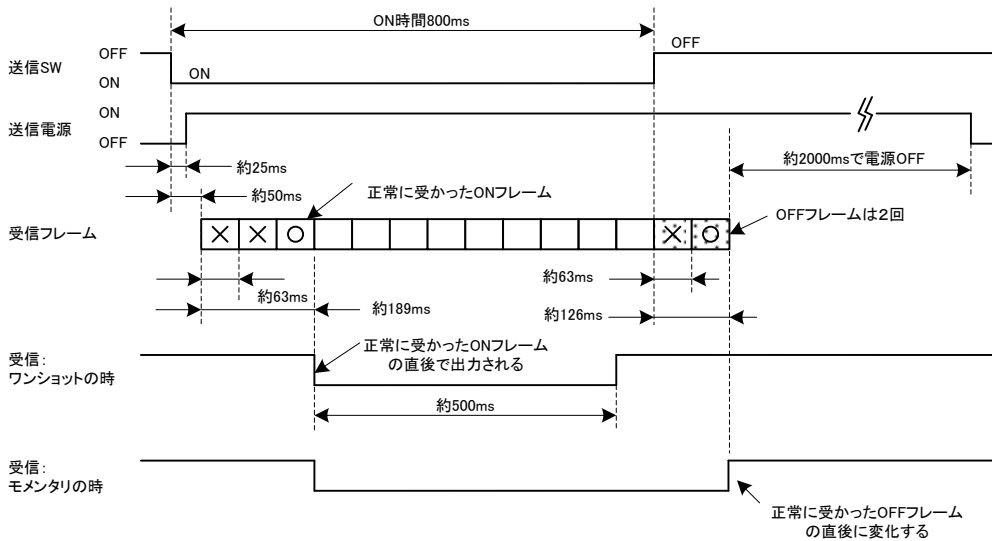 ON時間800ms
送信SW
OFF
ON
ON
OFF
送信電源
ON
OFF
約25ms
約50ms
約2000msで電源OFF
正常に受かったONフレーム
OFFフレームは2回
受信フレーム
× × ○ × ○
約63ms
約189ms
約63ms
約126ms
受信:
ワンショットの時
正常に受かったONフレーム
の直後で出力される
約500ms
受信:
モメンタリの時
正常に受かったOFFフレーム
の直後に変化する